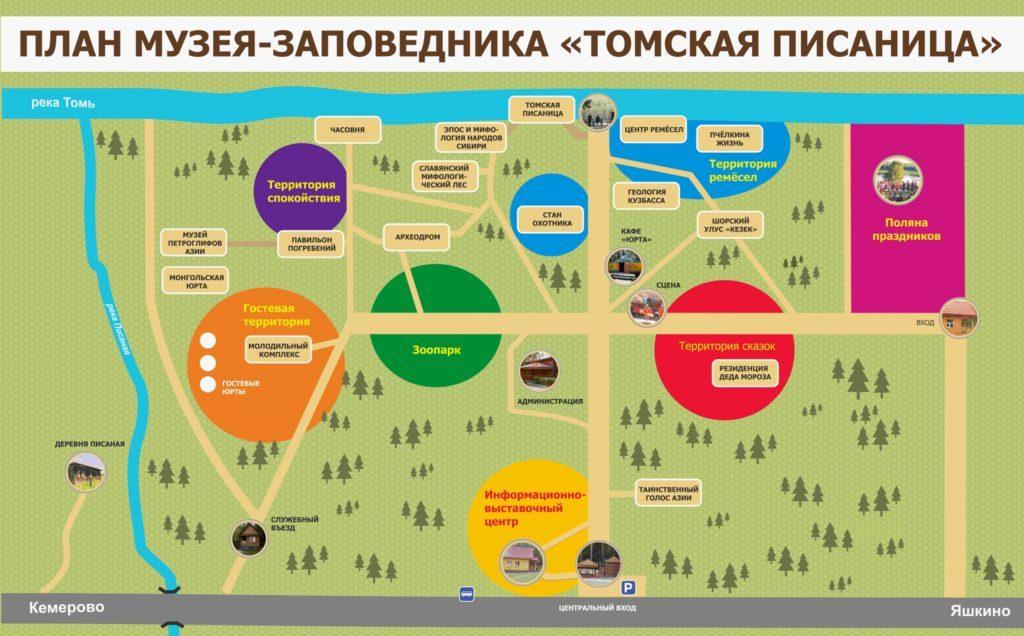 ПЛАН МУЗЕЯ-ЗАПОВЕДНИКА «ТОМСКАЯ ПИСАНИЦА»
река Томь
ТОМСКАЯ
ПИСАНИЦА
ЧАСОВНЯ
ЭПОС И МИФО-
ЛОГИЯ НАРОДОВ
СИБИРИ
ЦЕНТР РЕМЁСЕЛ
ПЧЁЛКИНА
ЖИЗНЬ
Территория
ремёсел
СЛАВЯНСКИЙ
МИФОЛОГИ-
ЧЕСКИЙ ЛЕС
Территория
спокойствия
ГЕОЛОГИЯ
КУЗБАССА
СТАН
ОХОТНИКА
ШОРСКИЙ
УЛУС «КЕЗЕК»
Поляна
праздников
МУЗЕЙ
ПЕТРОГЛИФОВ
АЗИИ
ПАВИЛЬОН
ПОГРЕБЕНИЙ
АРХЕОДРОМ
КАФЕ
«ЮРТА»
МОНГОЛЬСКАЯ
ЮРТА
СЦЕНА
река Писаная
Гостевая
территория
МОЛОДИЛЬНЫЙ
КОМПЛЕКС
ГОСТЕВЫЕ
ЮРТЫ
Зоопарк
ВХОД
Территория сказок
РЕЗИДЕНЦИЯ
ДЕДА МОРОЗА
АДМИНИСТРАЦИЯ
ДЕРЕВНЯ ПИСАНАЯ
ТАИНСТВЕННЫЙ
ГОЛОС АЗИИ
Информационно-
выставочный
центр
СЛУЖЕБНЫЙ
ВЪЕЗД
P
Кемерово
ЦЕНТРАЛЬНЫЙ ВХОД
Яшкино